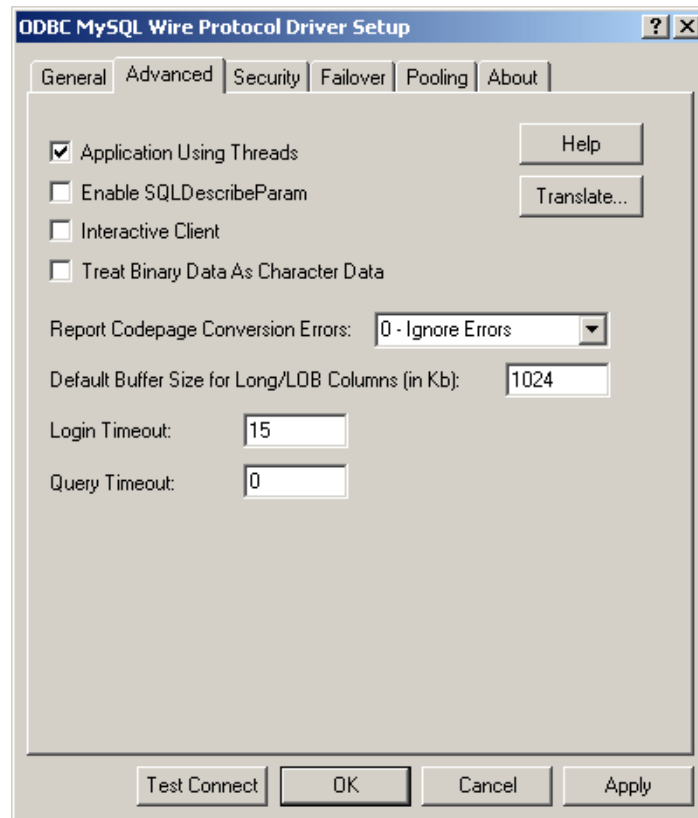 ODBC MySQL Wire Protocol Driver Setup
General Advanced Security Failover Pooling About
Application Using Threads
Help
Enable SQLDescribeParam
Translate...
Interactive Client
Treat Binary Data As Character Data
Report Codepage Conversion Errors: 0 - Ignore Errors
Default Buffer Size for Long/LOB Columns (in Kb): 1024
Login Timeout: 15
Query Timeout: 0
Test Connect OK Cancel Apply